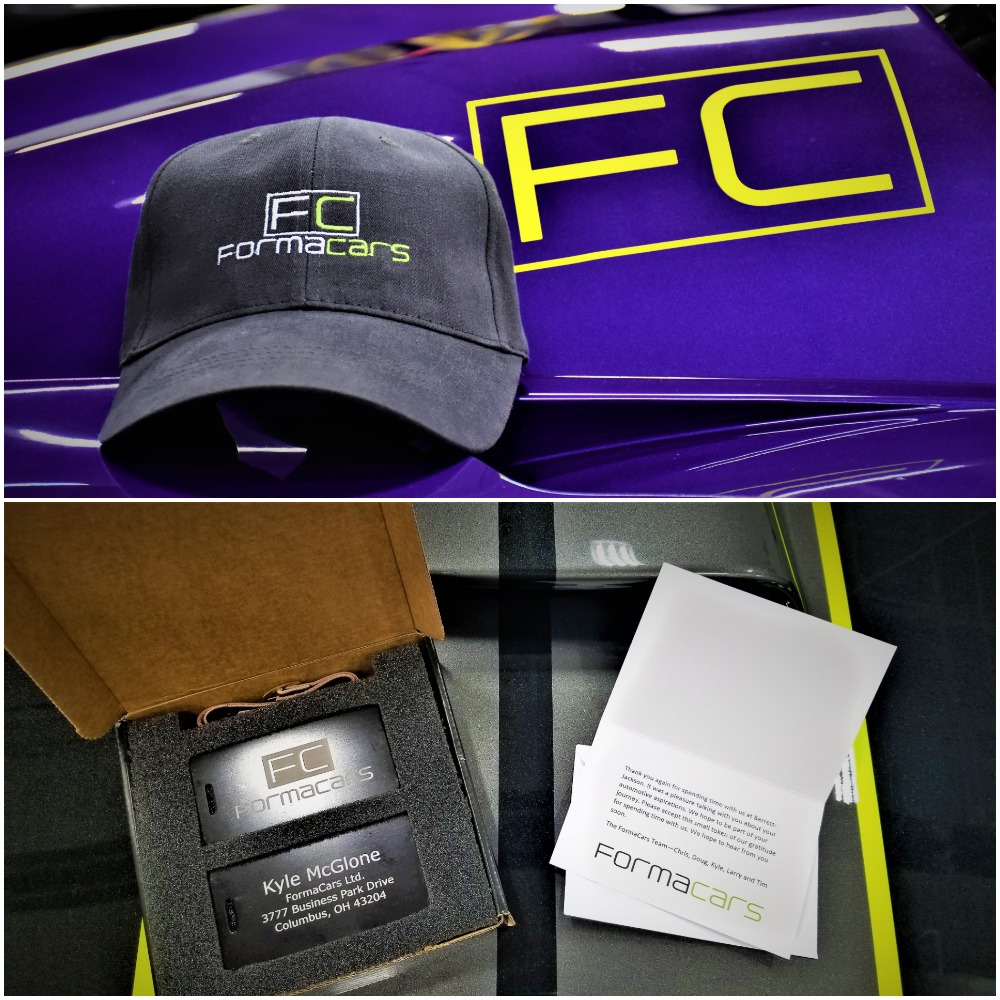 FC
FC
Formacars
FC
Formacars
Kyle McGlone
FormaCars Ltd.
3777 Business Park Drive
Columbus, OH 43204
Thank you again for spending time with us at Barrett-
Jackson. It was a pleasure talking with you about your
automotive aspirations. We hope to be part of your
journey. Please accept this small token of our gratitude
for spending time with us. We hope to hear from you
soon.
The FormaCars Team—Chris, Doug, Kyle, Larry and Tim
Formacars